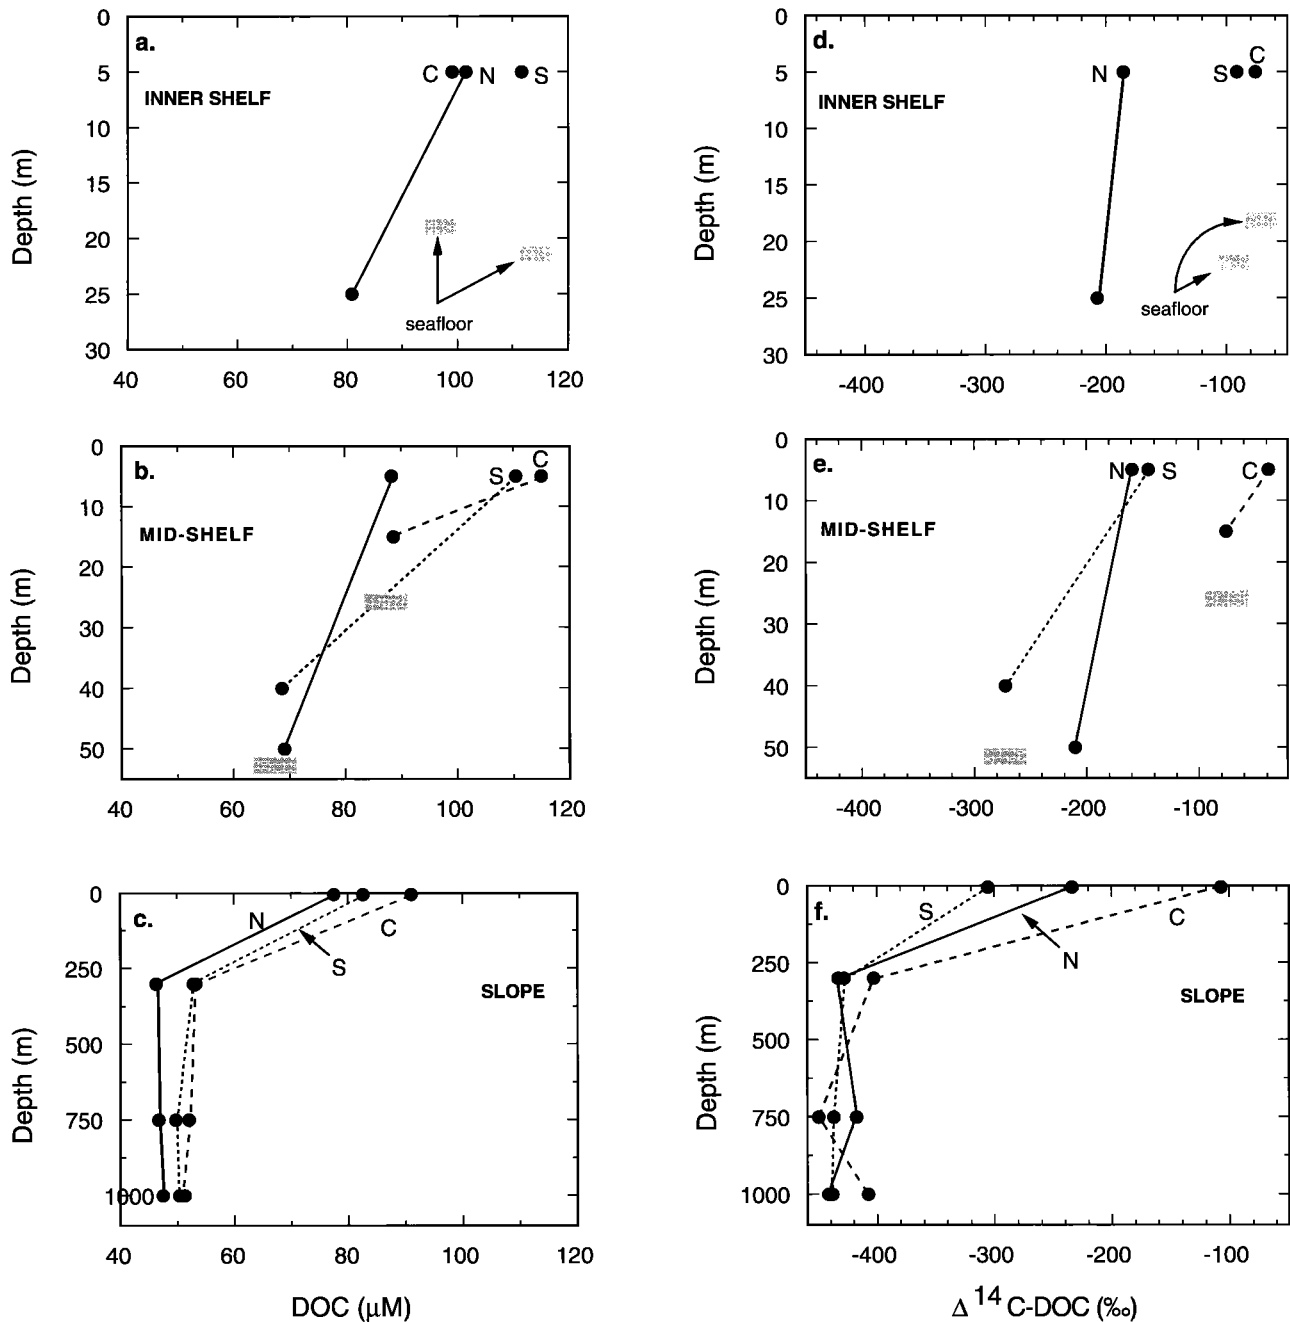 a.
INNER SHELF
C N S
seafloor
0
5
10
15
20
25
30
Depth (m)
40 60 80 100 120
d.
INNER SHELF
N S C
seafloor
0
5
10
15
20
25
30
Depth (m)
-400 -300 -200 -100
b.
MID-SHELF
S C
0
10
20
30
40
50
Depth (m)
40 60 80 100 120
e.
MID-SHELF
N S C
0
10
20
30
40
50
Depth (m)
-400 -300 -200 -100
c.
SLOPE
N
C
S
0
250
500
750
1000
Depth (m)
40 60 80 100 120
DOC (μM)
f.
SLOPE
S
C
N
0
250
500
750
1000
Depth (m)
-400 -300 -200 -100
Δ 14 C-DOC (‰)